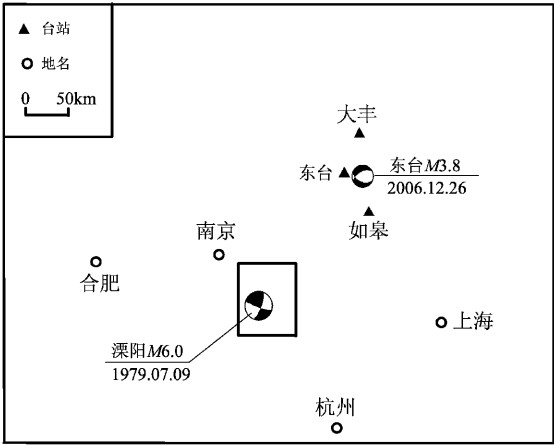 台站
地名
0 50km
大丰
东台
东台M3.8
2006.12.26
如皋
南京
合肥
上海
溧阳M6.0
1979.07.09
杭州